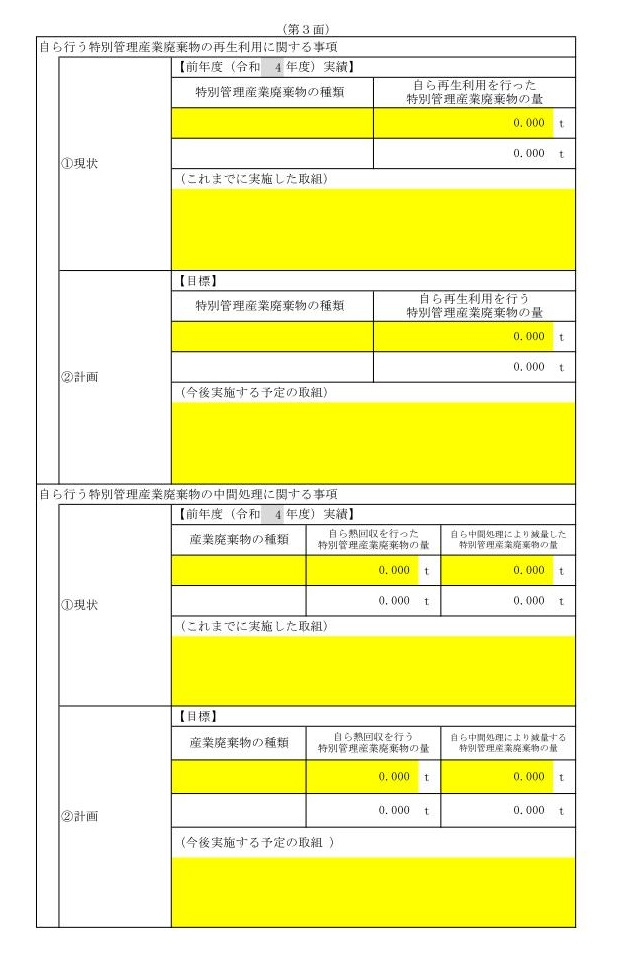 （第３面）
自ら行う特別管理産業廃棄物の再生利用に関する事項
①現状
【前年度（令和 4 年度）実績】
特別管理産業廃棄物の種類
自ら再生利用を行った
特別管理産業廃棄物の量
0.000 t
0.000 t
（これまでに実施した取組）
②計画
【目標】
特別管理産業廃棄物の種類
自ら再生利用を行う
特別管理産業廃棄物の量
0.000 t
0.000 t
（今後実施する予定の取組）
自ら行う特別管理産業廃棄物の中間処理に関する事項
①現状
【前年度（令和 4 年度）実績】
産業廃棄物の種類
自ら熱回収を行った
特別管理産業廃棄物の量
自ら中間処理により減量した
特別管理産業廃棄物の量
0.000 t 0.000 t
0.000 t 0.000 t
（これまでに実施した取組）
②計画
【目標】
産業廃棄物の種類
自ら熱回収を行う
特別管理産業廃棄物の量
自ら中間処理により減量する
特別管理産業廃棄物の量
0.000 t 0.000 t
0.000 t 0.000 t
（今後実施する予定の取組 ）